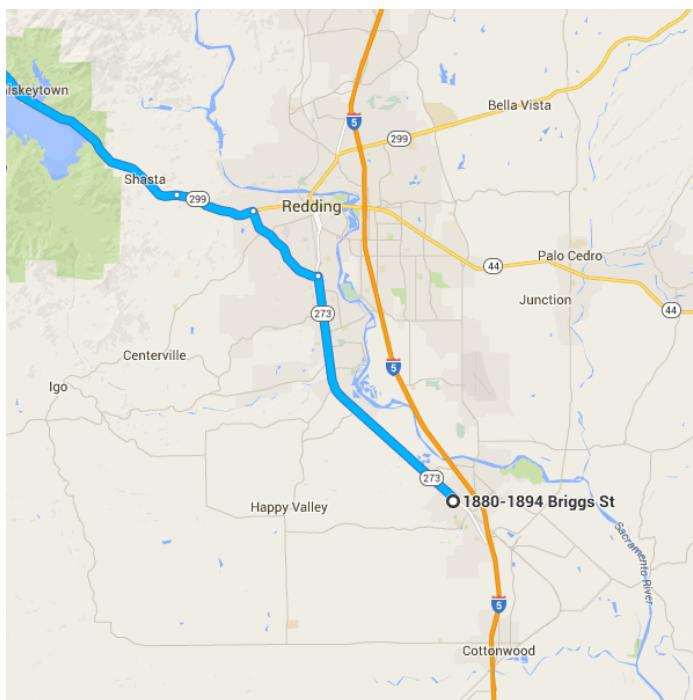 5
299
Bella Vista
iskeytown
Shasta
299
Redding
44
Palo Cedro
Junction
44
273
Centerville
Igo
5
273
1880-1894 Briggs St
Happy Valley
Sacramento River
5
Cottonwood